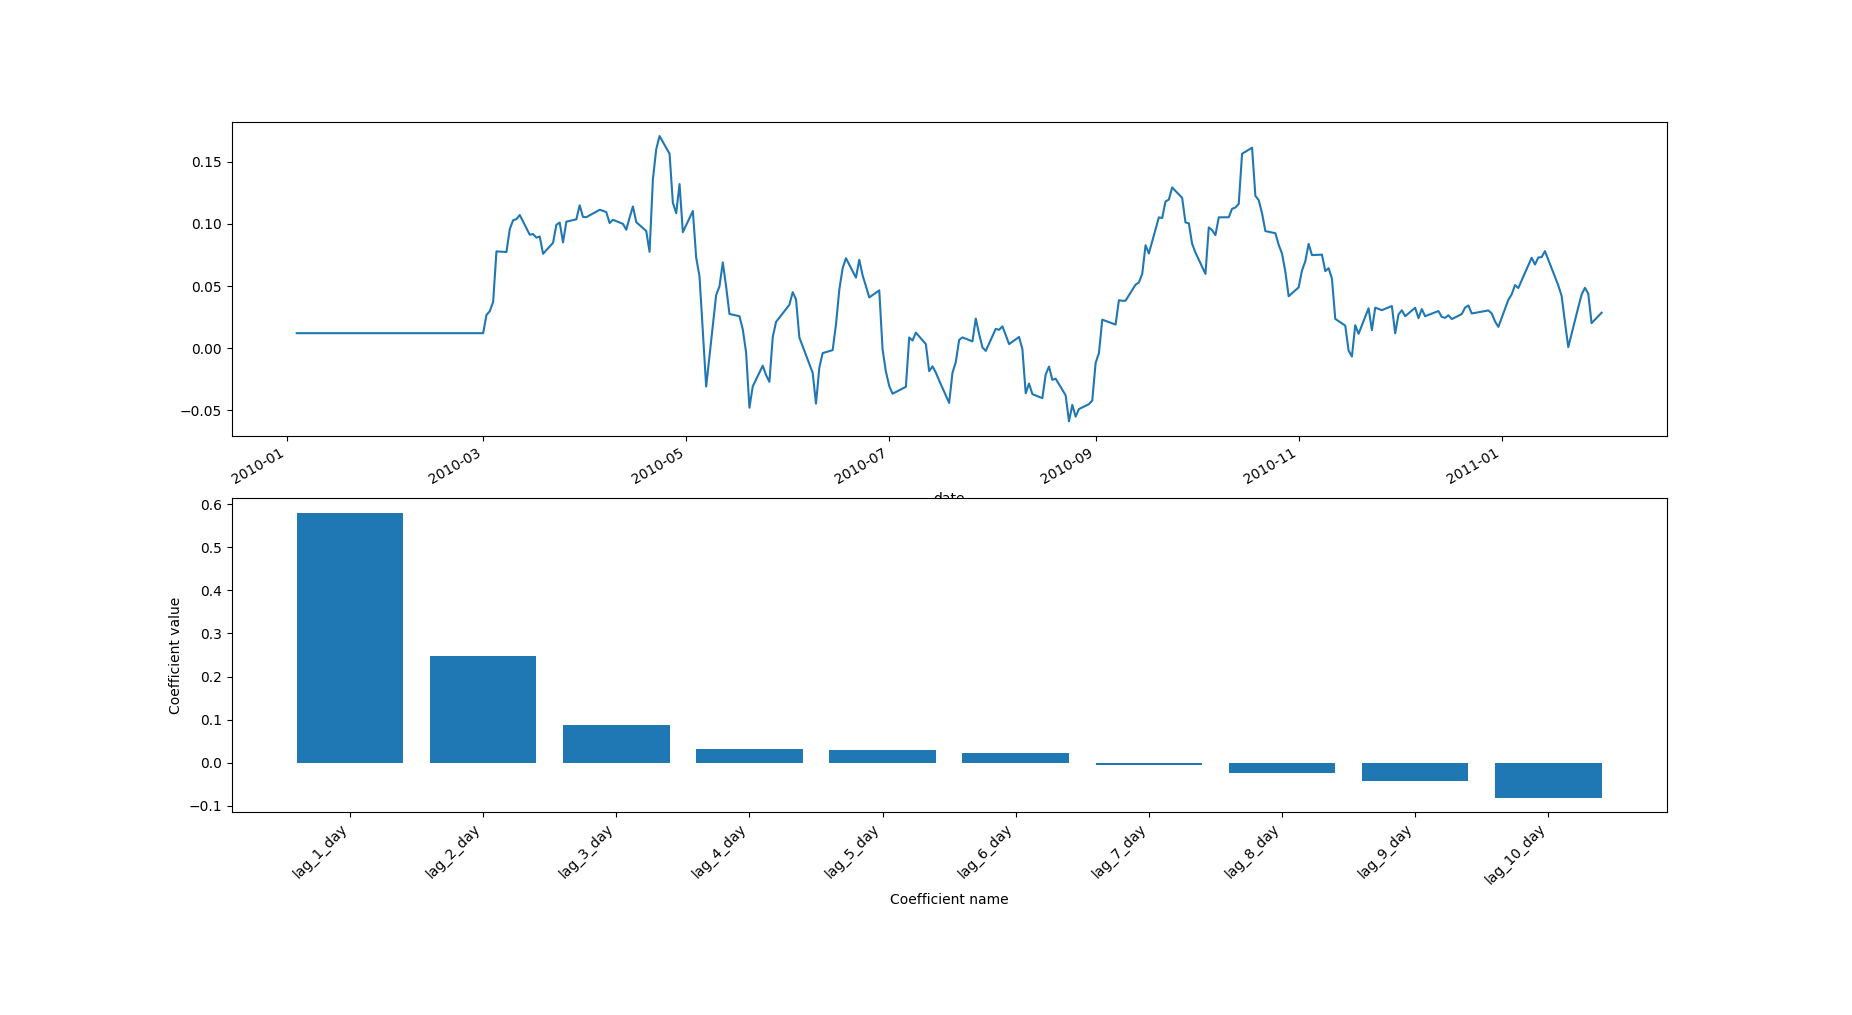 0.15
0.10
0.05
0.00
−0.05
2010-01
2010-03
2010-05
2010-07
2010-09
2010-11
2011-01
date
0.6
0.5
0.4
0.3
0.2
0.1
0.0
−0.1
Coefficient value
lag_1_day
lag_2_day
lag_3_day
lag_4_day
lag_5_day
lag_6_day
lag_7_day
lag_8_day
lag_9_day
lag_10_day
Coefficient name